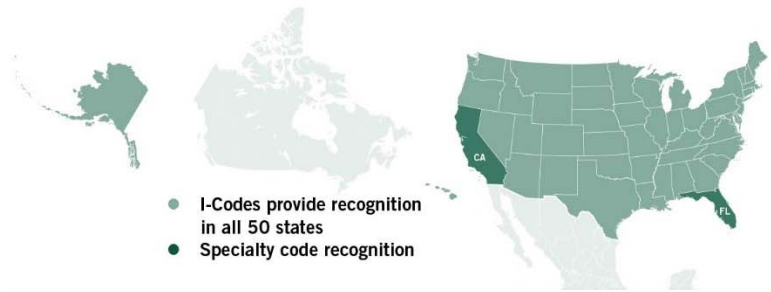 CA
FL
I-Codes provide recognition
in all 50 states
Specialty code recognition